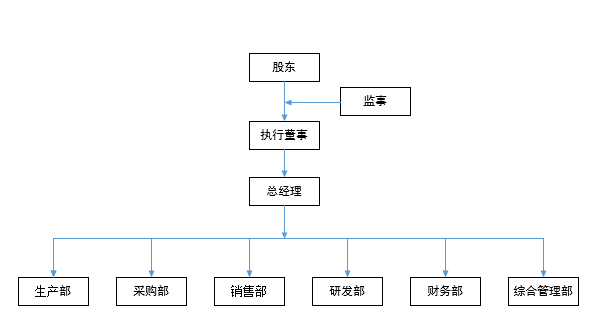 股东
监事
执行董事
总经理
生产部
采购部
销售部
研发部
财务部
综合管理部